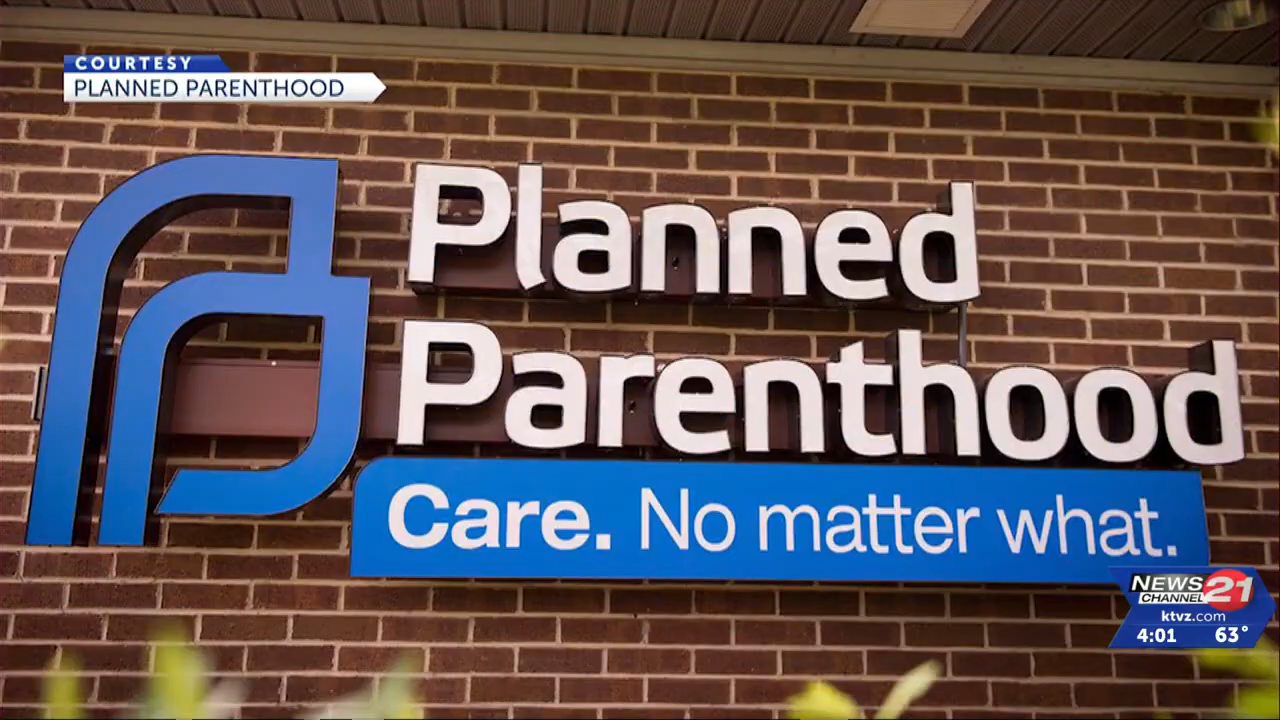 COURTESY
PLANNED PARENTHOOD
Planned
Parenthood
Care. No matter what.
NEWS
CHANNEL 21
ktvz.com
4:01 63°